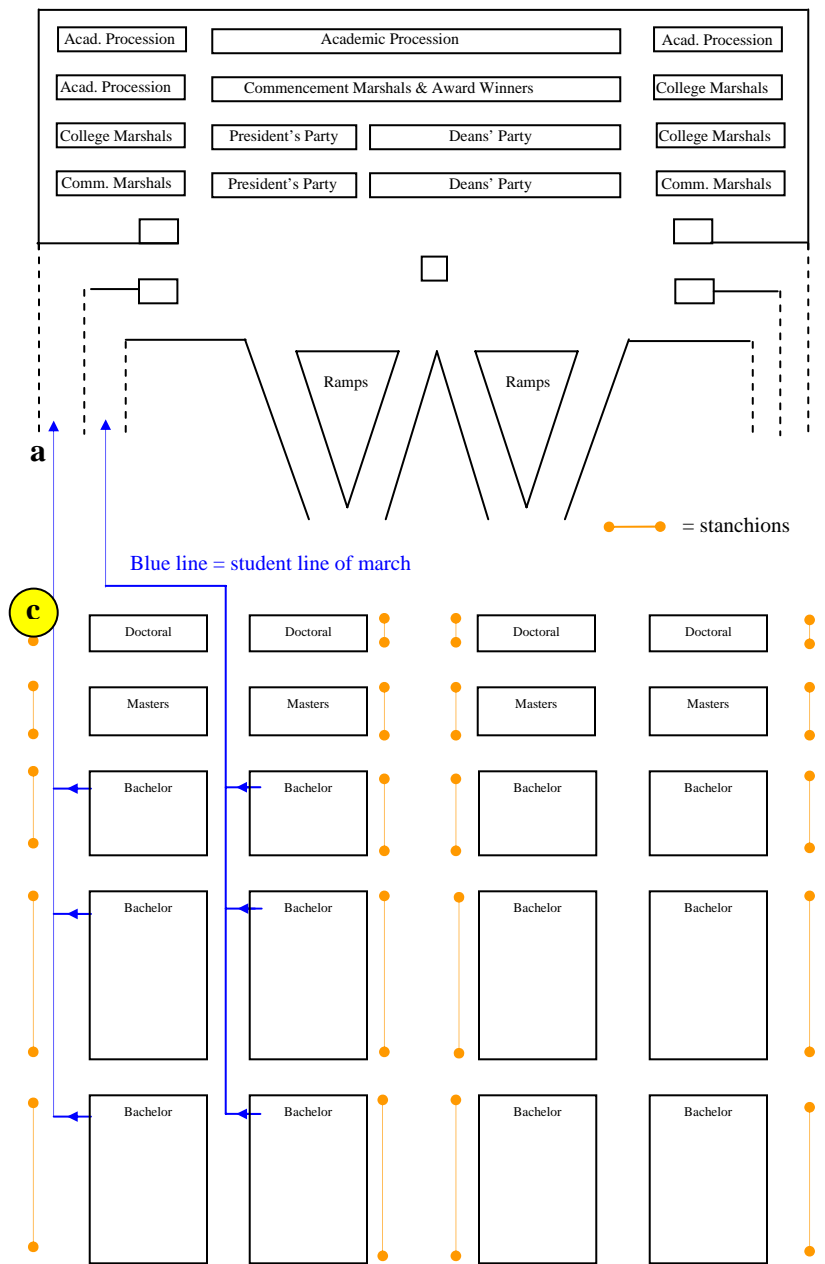 Acad. Procession Academic Procession Acad. Procession
Acad. Procession Commencement Marshals & Award Winners College Marshals
College Marshals President's Party Deans' Party College Marshals
Comm. Marshals President's Party Deans' Party Comm. Marshals
Ramps Ramps
a
= stanchions
Blue line = student line of march
c
Doctoral Doctoral Doctoral Doctoral
Masters Masters Masters Masters
Bachelor Bachelor Bachelor Bachelor
Bachelor Bachelor Bachelor Bachelor
Bachelor Bachelor Bachelor Bachelor